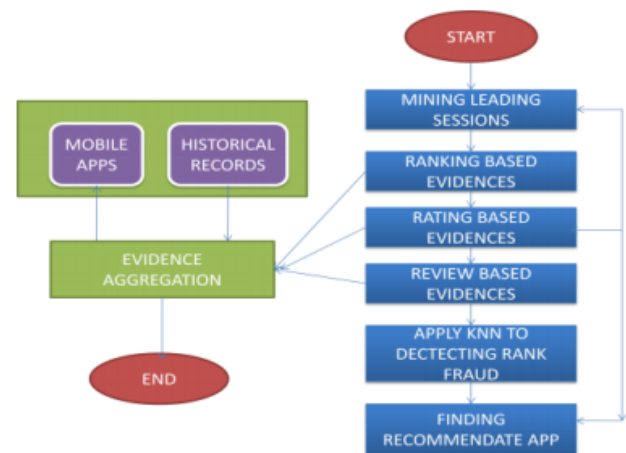 START
MINING LEADING
SESSIONS
MOBILE
APPS
HISTORICAL
RECORDS
RANKING BASED
EVIDENCES
RATING BASED
EVIDENCES
EVIDENCE
AGGREGATION
REVIEW BASED
EVIDENCES
APPLY KNN TO
DECTECTING RANK
FRAUD
END
FINDING
RECOMMENDATE APP